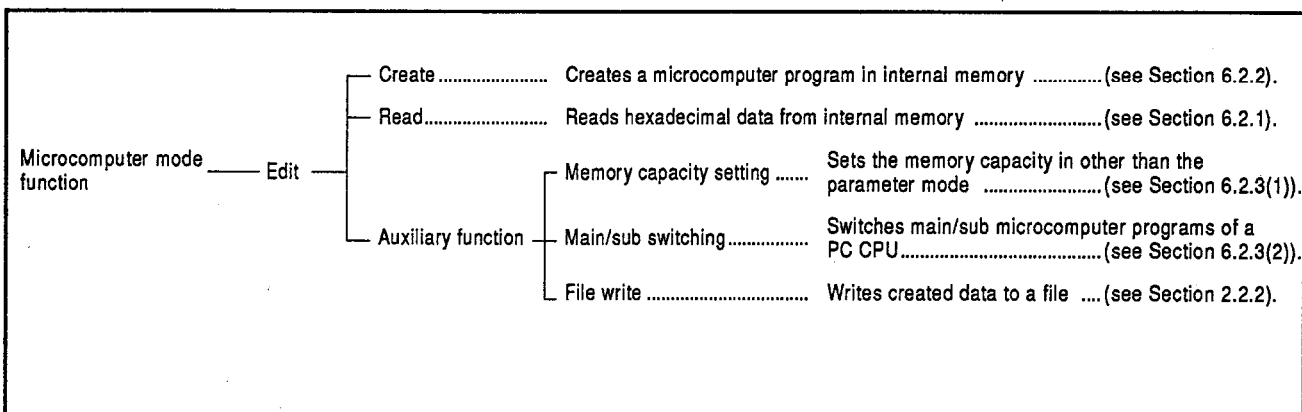 Create ...................... Creates a microcomputer program in internal memory ..............(see Section 6.2.2).
Read......................... Reads hexadecimal data from internal memory ..........................(see Section 6.2.1).
Microcomputer mode
function
Edit
Auxiliary function
Memory capacity setting ....... Sets the memory capacity in other than the
parameter mode ........................(see Section 6.2.3(1)).
Main/sub switching................. Switches main/sub microcomputer programs of a
PC CPU.........................................(see Section 6.2.3(2)).
File write .................................. Writes created data to a file ....(see Section 2.2.2).